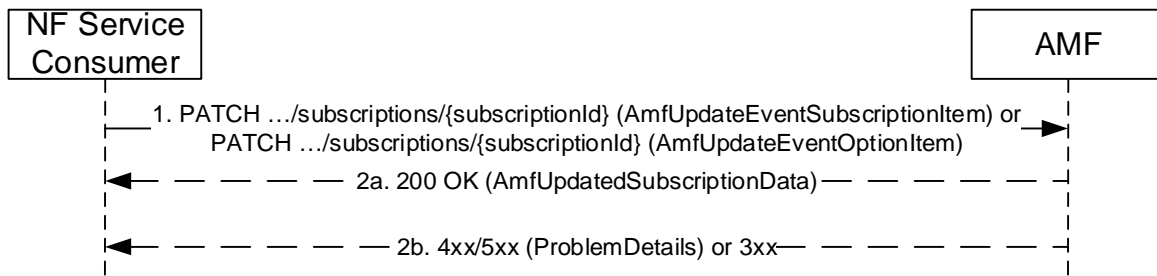 NF Service
Consumer
AMF
1. PATCH …/subscriptions/{subscriptionId} (AmfUpdateEventSubscriptionItem) or
PATCH …/subscriptions/{subscriptionId} (AmfUpdateEventOptionItem)
2a. 200 OK (AmfUpdatedSubscriptionData)
2b. 4xx/5xx (ProblemDetails) or 3xx